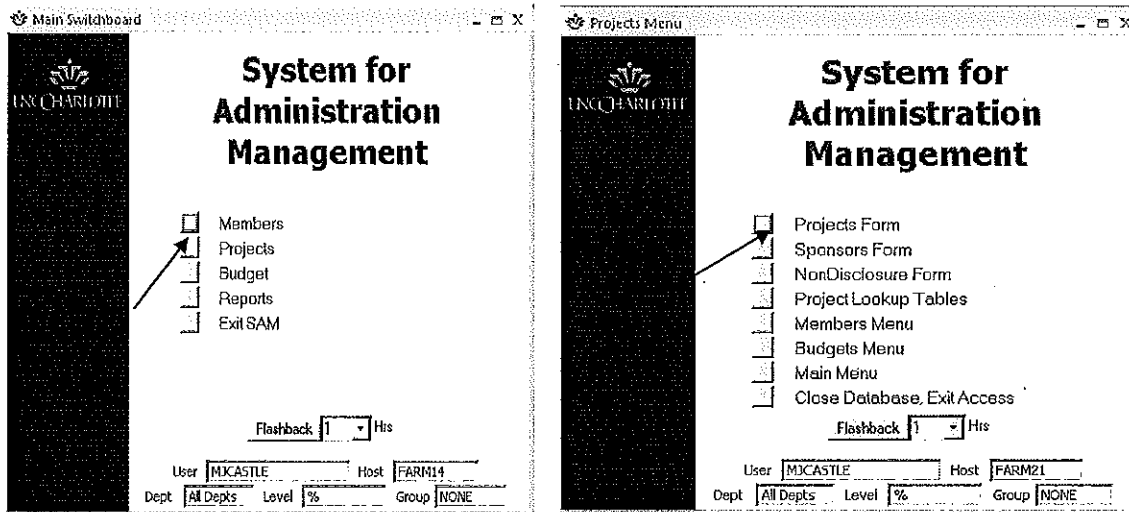 Main Switchboard
UNC CHARLOTTE
System for
Administration
Management
Members
Projects
Budget
Reports
Exit SAM
Flashback 1 Hrs
User MJCASTLE Host FARM14
Dept All Depts Level % Group NONE
Projects Menu
UNC CHARLOTTE
System for
Administration
Management
Projects Form
Sponsors Form
NonDisclosure Form
Project Lookup Tables
Members Menu
Budgets Menu
Main Menu
Close Database, Exit Access
Flashback 1 Hrs
User MJCASTLE Host FARM21
Dept All Depts Level % Group NONE